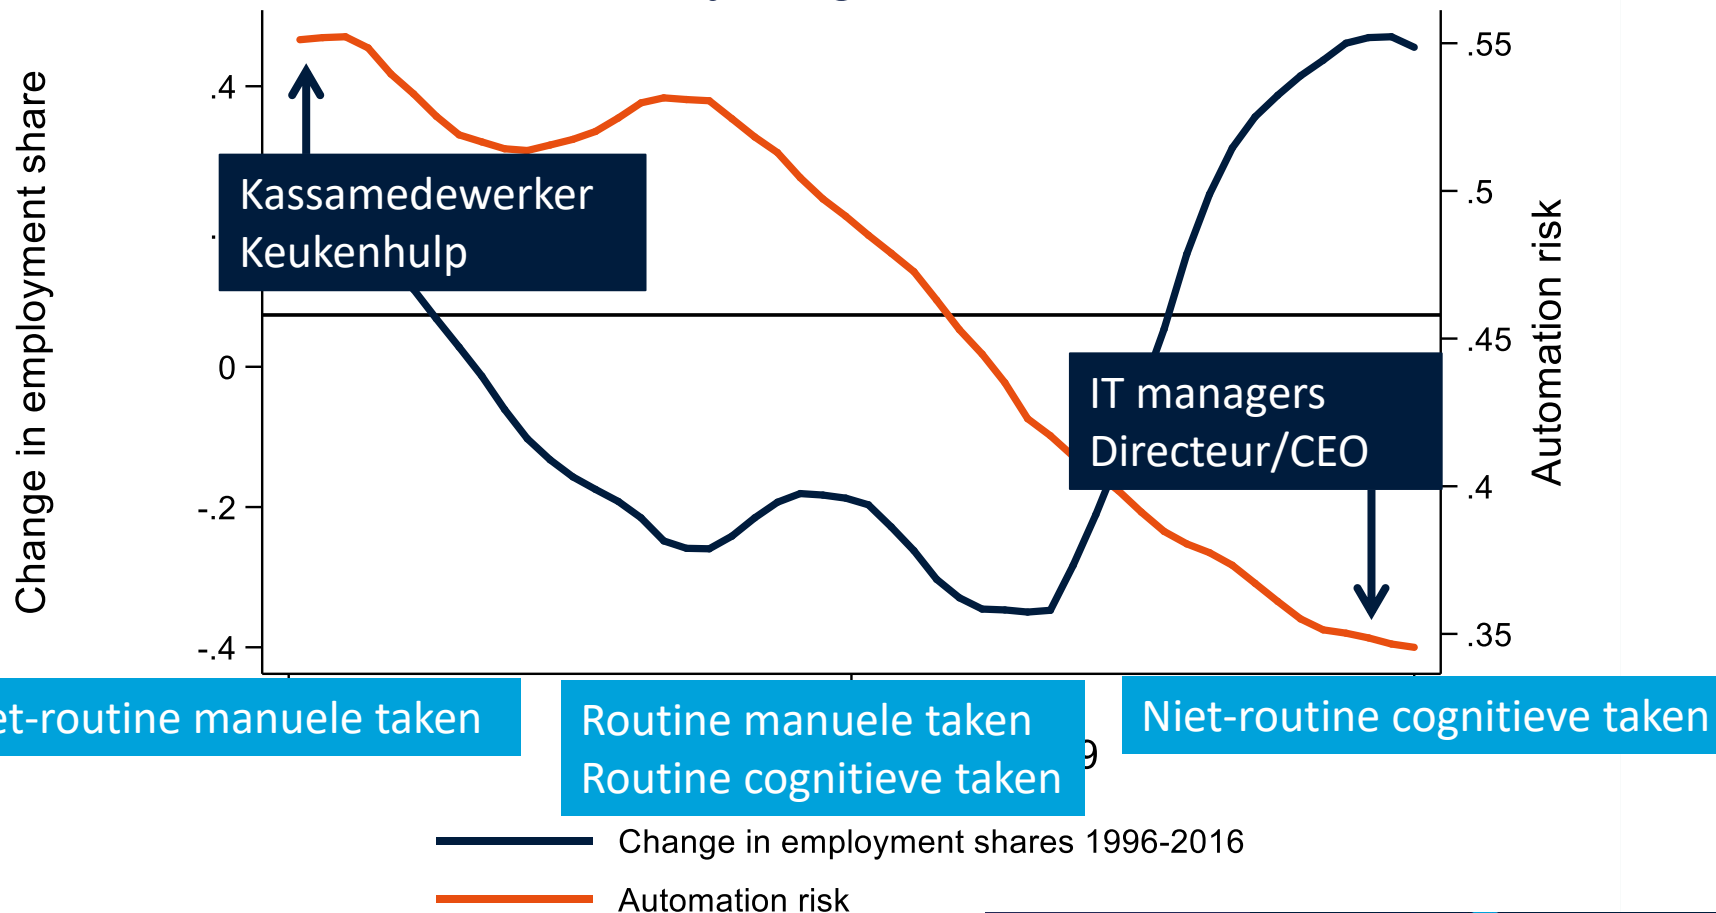 Change in employment share
.4
0
-.2
-.4
Kassamedewerker
Keukenhulp
IT managers
Directeur/CEO
.55
.5
.45
.4
.35
Automation risk
et-routine manuele taken
Routine manuele taken
Routine cognitieve taken
9
Niet-routine cognitieve taken
Change in employment shares 1996-2016
Automation risk